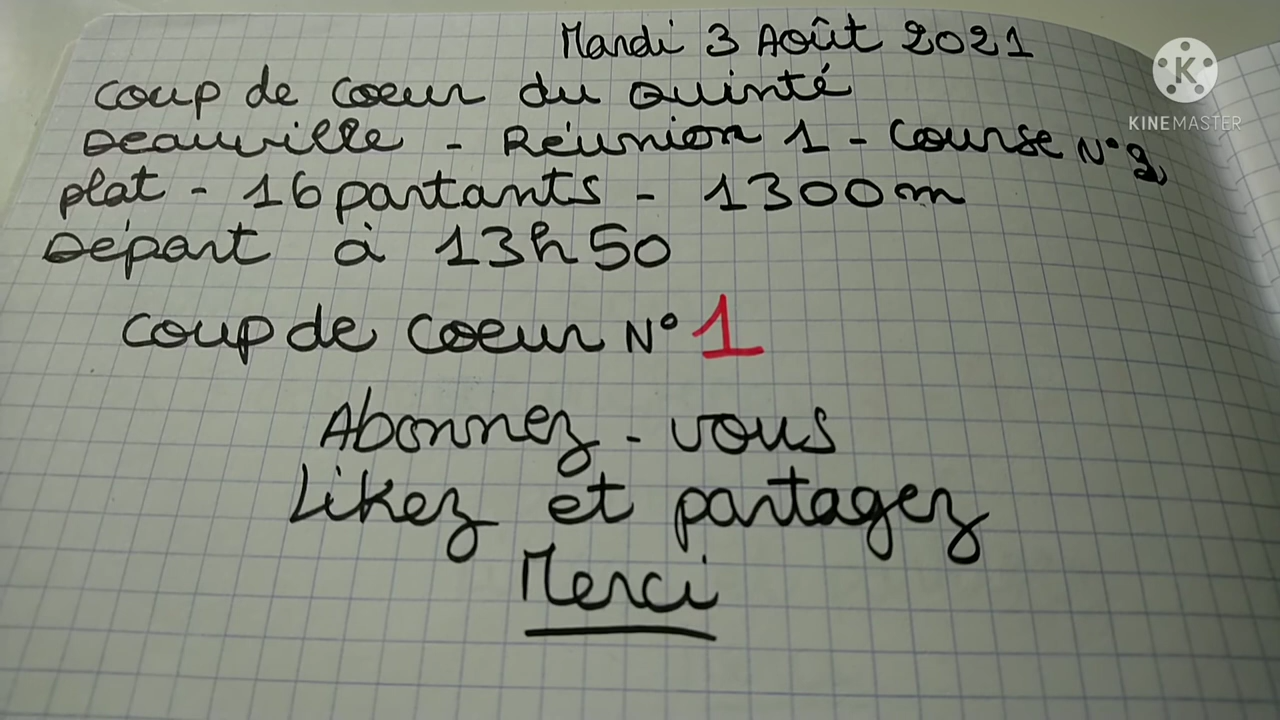 Mardi 3 Août 2021
Coup de coeur du Quinté
Deauville - Réunion 1 - Course N° 2
plat - 16 partants - 1300m
Départ à 13h50
coup de coeur N° 1
Abonnez-vous
Likez et partagez
Merci
KINEMASTER